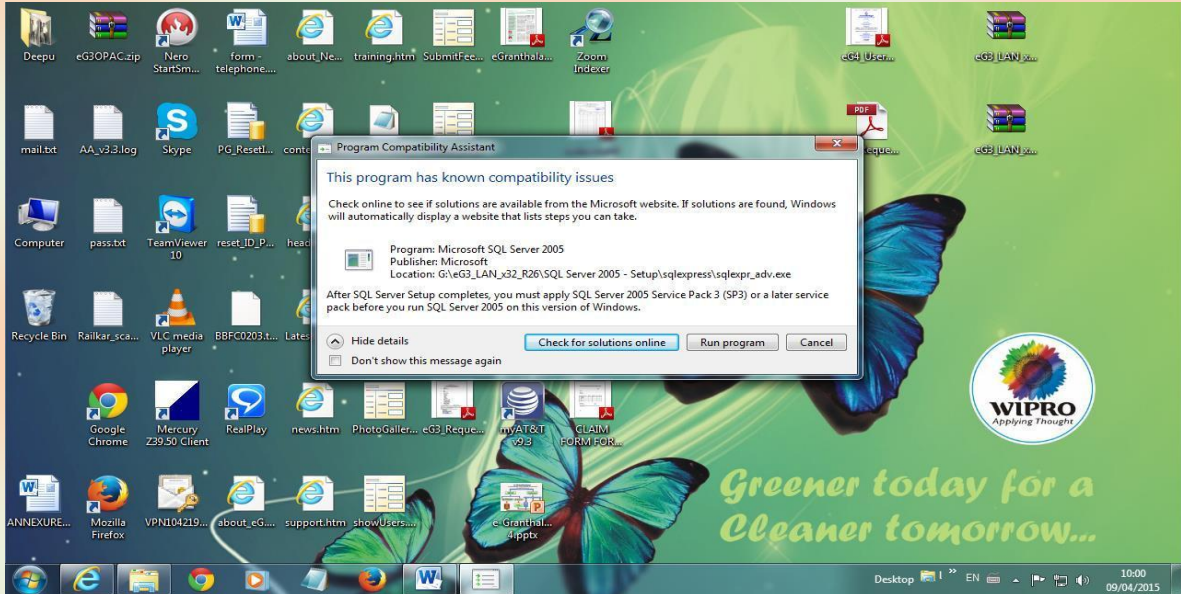 Deepu
eG3OPAC.zip
Nero
StartSm...
form -
telephone....
about_Ne...
training.htm
SubmitFee...
eGranthala...
Zoom
Indexer
eG4_User...
eG3_LAN_x...
mail.txt
AA_v3.3.log
Skype
PG_ResetI...
PDF
eG3_LAN_x...
Computer
pass.txt
TeamViewer
10
reset_ID_P...
Recycle Bin
Railkar_sca...
VLC media
player
BBFC0203.t...
Program Compatibility Assistant
This program has known compatibility issues
Check online to see if solutions are available from the Microsoft website. If solutions are found, Windows
will automatically display a website that lists steps you can take.
Program: Microsoft SQL Server 2005
Publisher: Microsoft
Location: G:\eG3_LAN_x32_R26\SQL Server 2005 - Setup\sqlexpress\sqlexpr_adv.exe
After SQL Server Setup completes, you must apply SQL Server 2005 Service Pack 3 (SP3) or a later service
pack before you run SQL Server 2005 on this version of Windows.
Hide details
Check for solutions online
Run program
Cancel
Don't show this message again
Google
Chrome
Mercury
Z39.50 Client
RealPlay
news.htm
PhotoGaller...
eG3_Reque...
myAT&T
v9.3
CLAIM
FORM FOR...
WIPRO
Applying Thought
ANNEXURE...
Mozilla
Firefox
VPN104219...
about_eG....
support.htm
showUsers....
e-Granthal...
4.pptx
Greener today for a
Cleaner tomorrow...
Desktop
EN
10:00
09/04/2015